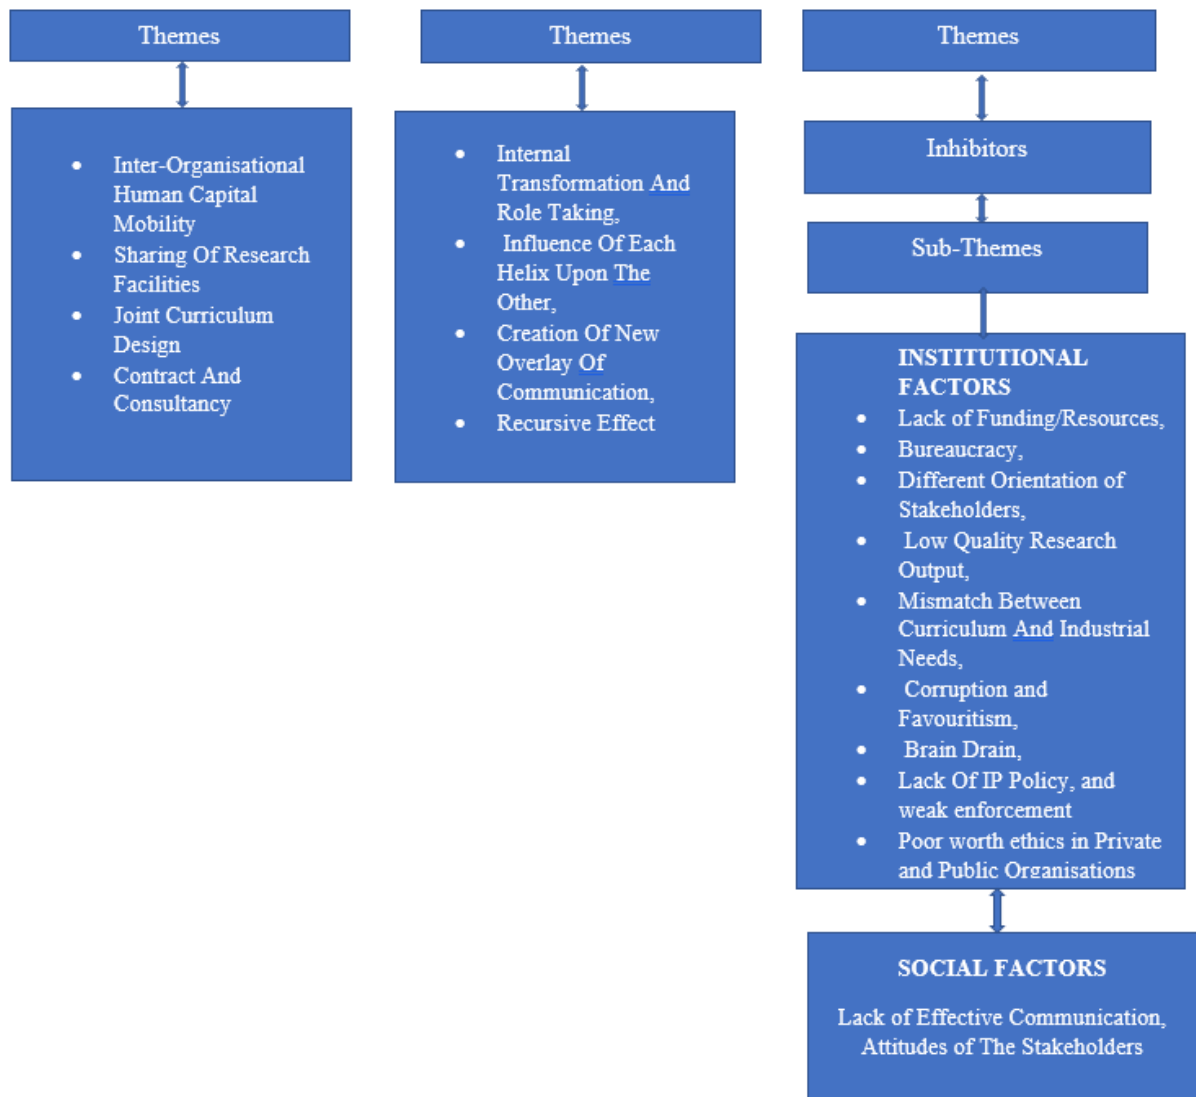 Themes
Inter-Organisational
Human Capital
Mobility
Sharing Of Research
Facilities
Joint Curriculum
Design
Contract And
Consultancy
Themes
Internal
Transformation And
Role Taking,
Influence Of Each
Helix Upon The
Other,
Creation Of New
Overlay Of
Communication,
Recursive Effect
Themes
Inhibitors
Sub-Themes
INSTITUTIONAL
FACTORS
Lack of Funding/Resources,
Bureaucracy,
Different Orientation of
Stakeholders,
Low Quality Research
Output,
Mismatch Between
Curriculum And Industrial
Needs,
Corruption and
Favouritism,
Brain Drain,
Lack Of IP Policy, and
weak enforcement
Poor worth ethics in Private
and Public Organisations
SOCIAL FACTORS
Lack of Effective Communication,
Attitudes of The Stakeholders